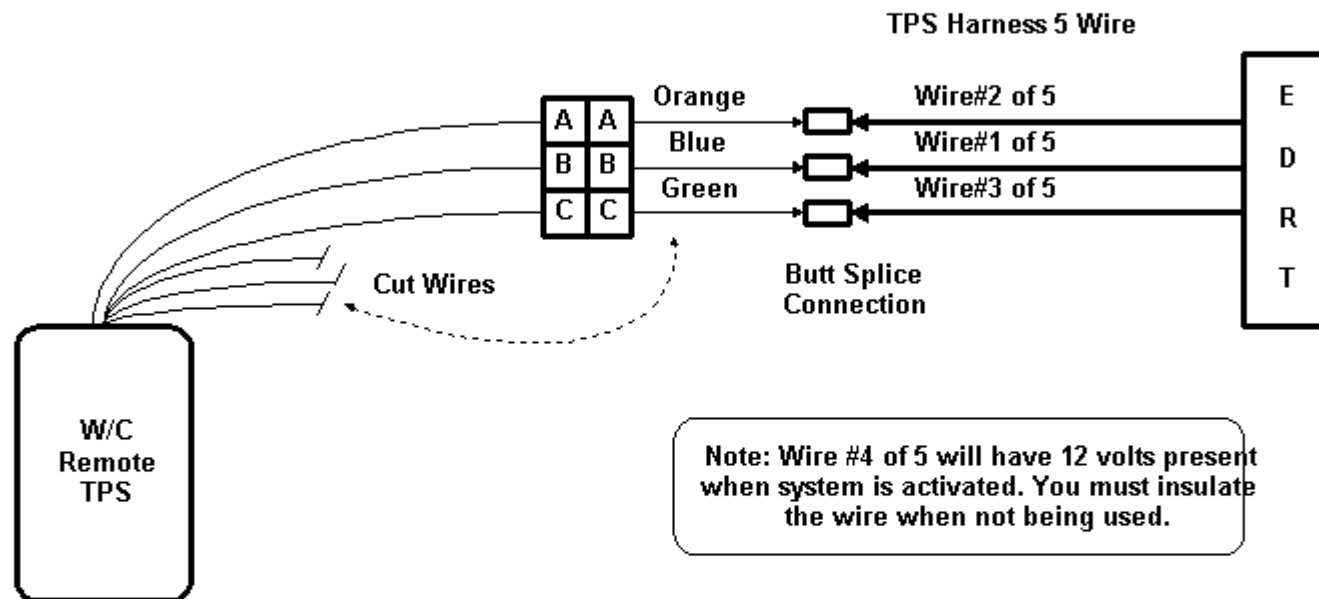 TPS Harness 5 Wire
Orange
Wire#2 of 5
A A
Blue
Wire#1 of 5
B B
Green
Wire#3 of 5
C C
E
D
R
T
Cut Wires
Butt Splice
Connection
W/C
Remote
TPS
Note: Wire #4 of 5 will have 12 volts present
when system is activated. You must insulate
the wire when not being used.